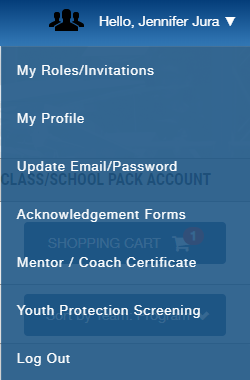 Hello, Jennifer Jura ▼
My Roles/Invitations
My Profile
Update Email/Password
CLASS/SCHOOL PACK ACCOUNT
Acknowledgement Forms
1
SHOPPING CART
Mentor / Coach Certificate
Youth Protection Screening
Log Out